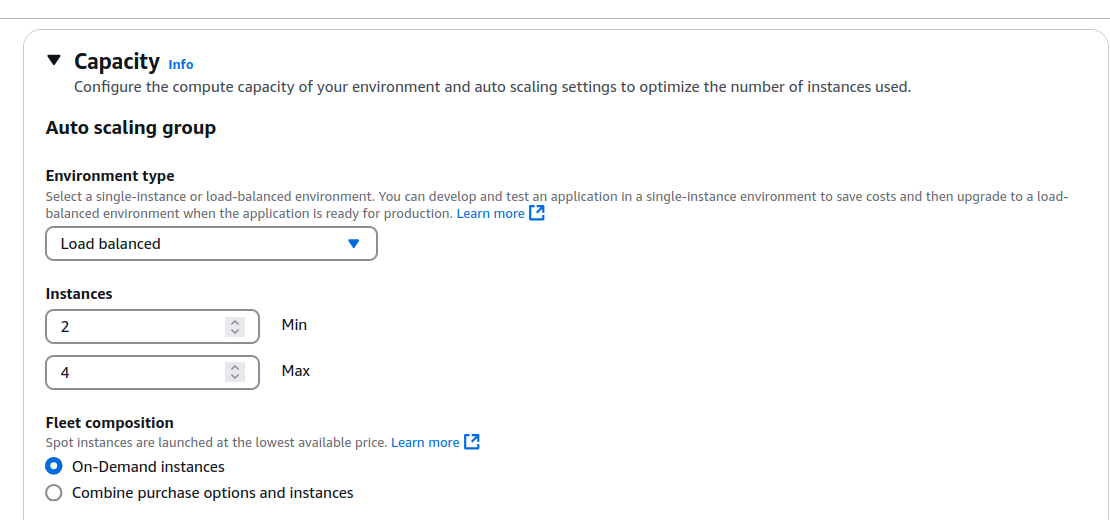 Capacity Info
Configure the compute capacity of your environment and auto scaling settings to optimize the number of instances used.
Auto scaling group
Environment type
Select a single-instance or load-balanced environment. You can develop and test an application in a single-instance environment to save costs and then upgrade to a load-
balanced environment when the application is ready for production. Learn more
Load balanced
Instances
2 Min
4 Max
Fleet composition
Spot instances are launched at the lowest available price. Learn more
On-Demand instances
Combine purchase options and instances